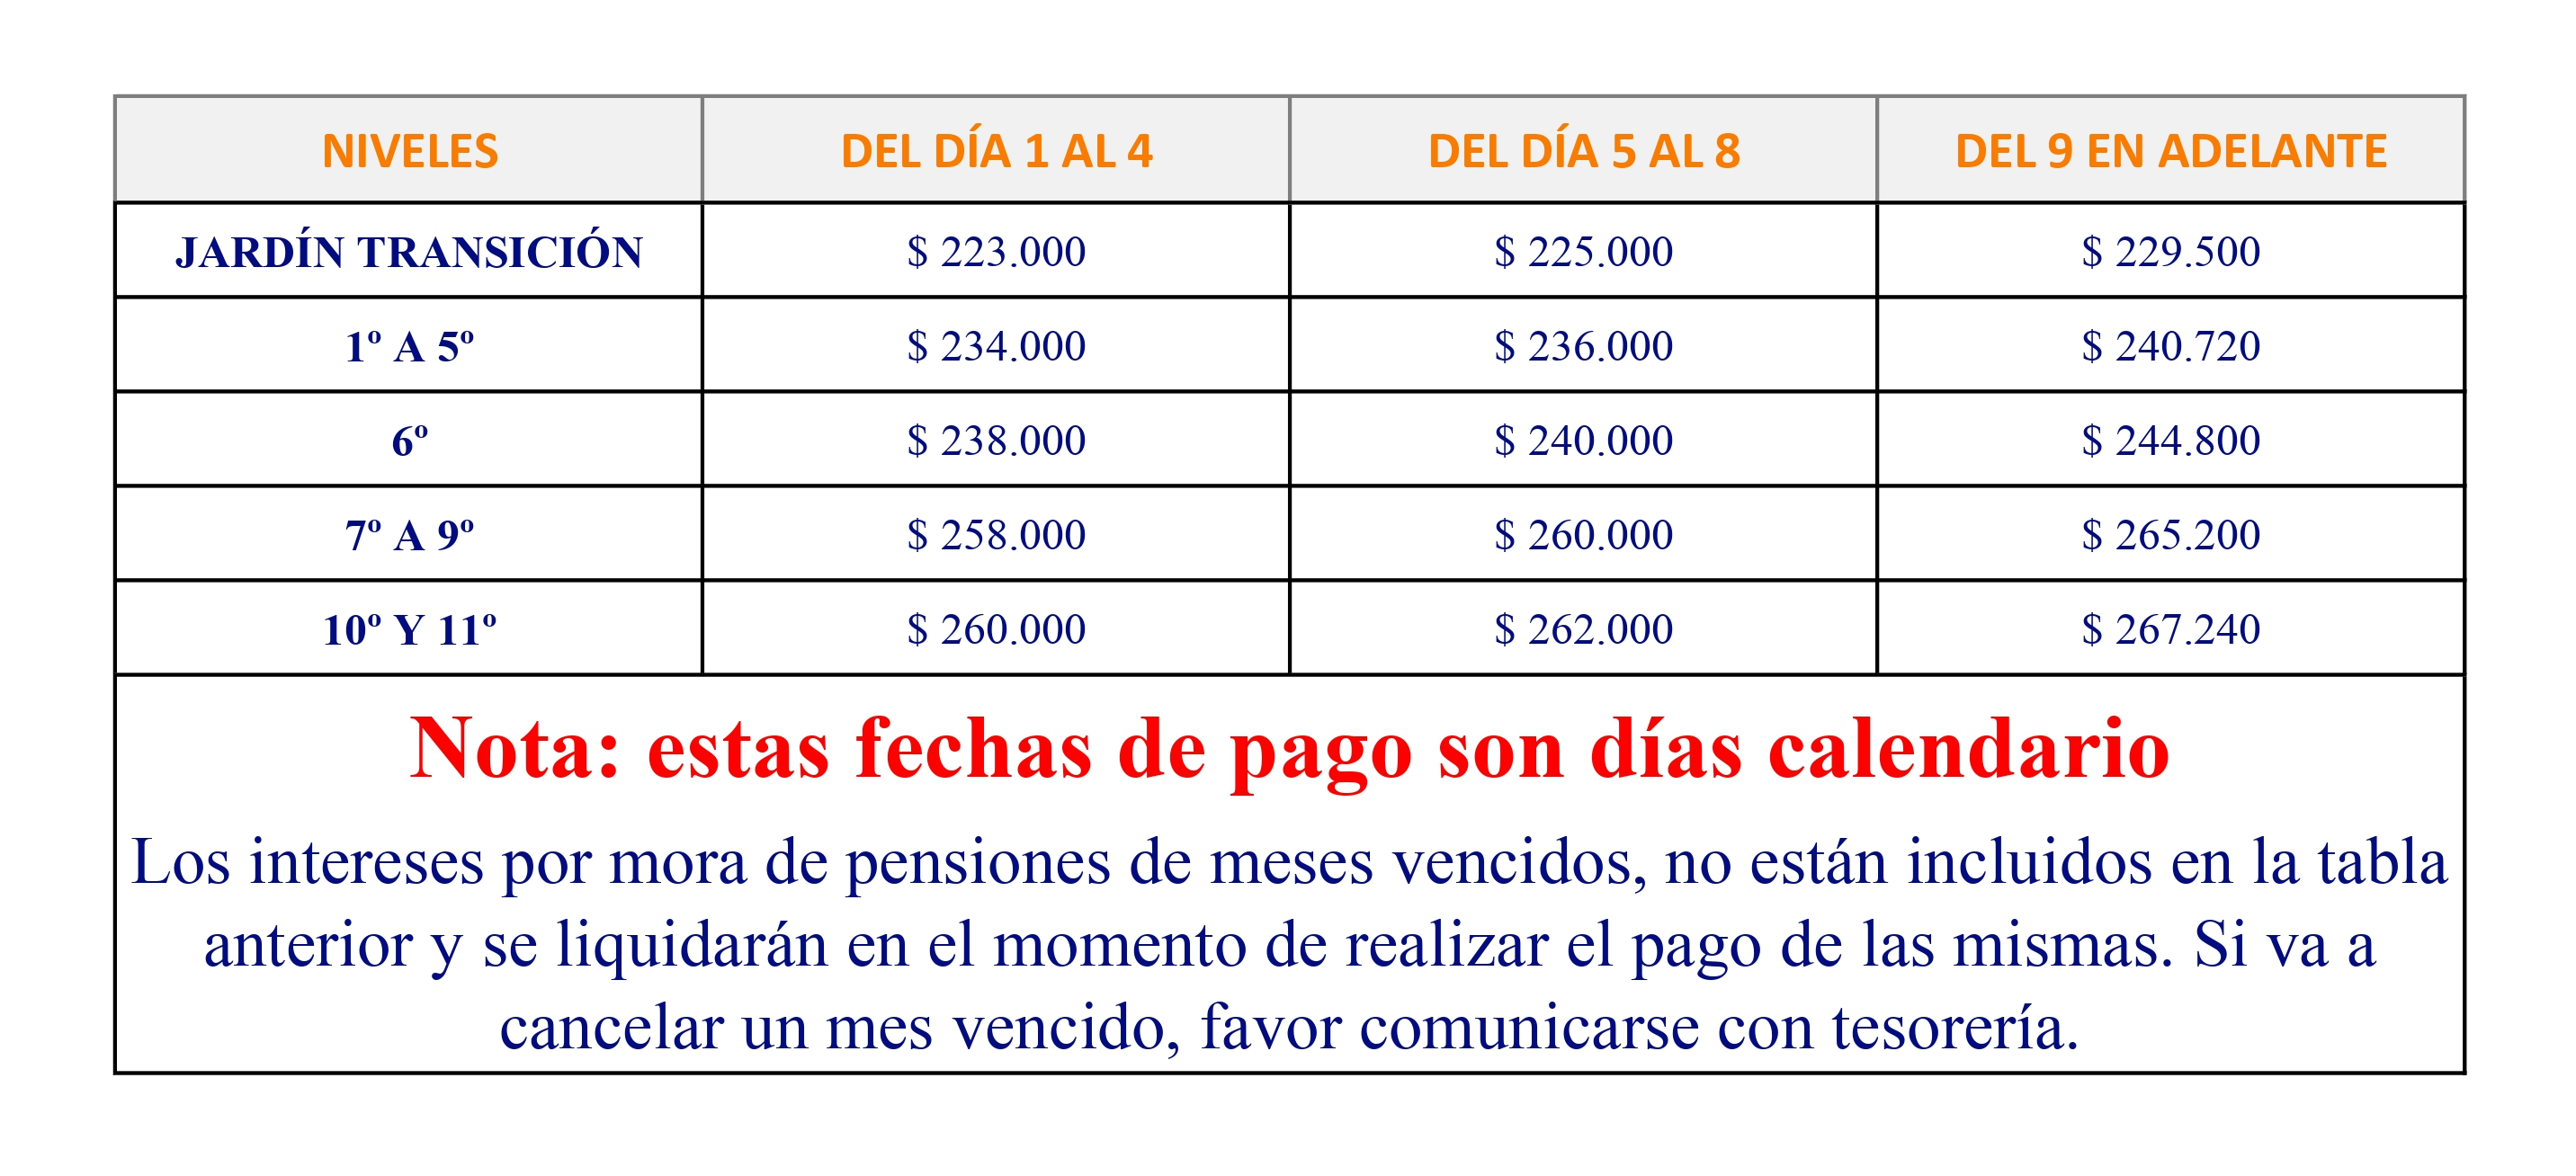 NIVELES DEL DÍA 1 AL 4 DEL DÍA 5 AL 8 DEL 9 EN ADELANTE
JARDÍN TRANSICIÓN $ 223.000 $ 225.000 $ 229.500
1º A 5º $ 234.000 $ 236.000 $ 240.720
6º $ 238.000 $ 240.000 $ 244.800
7º A 9º $ 258.000 $ 260.000 $ 265.200
10º Y 11º $ 260.000 $ 262.000 $ 267.240
Nota: estas fechas de pago son días calendario
Los intereses por mora de pensiones de meses vencidos, no están incluidos en la tabla
anterior y se liquidarán en el momento de realizar el pago de las mismas. Si va a
cancelar un mes vencido, favor comunicarse con tesorería.